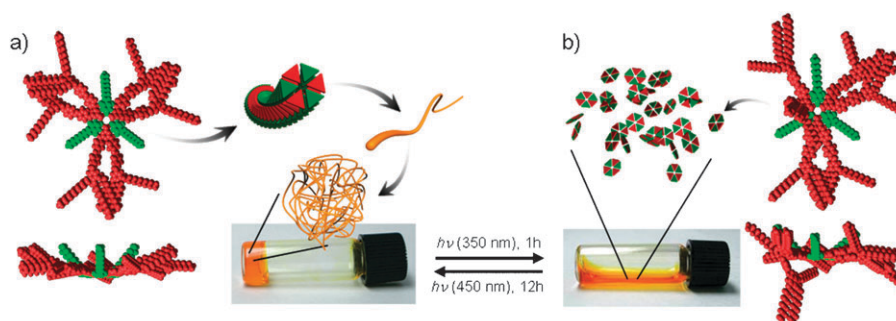 a)
b)
hν (350 nm), 1h
hν (450 nm), 12h